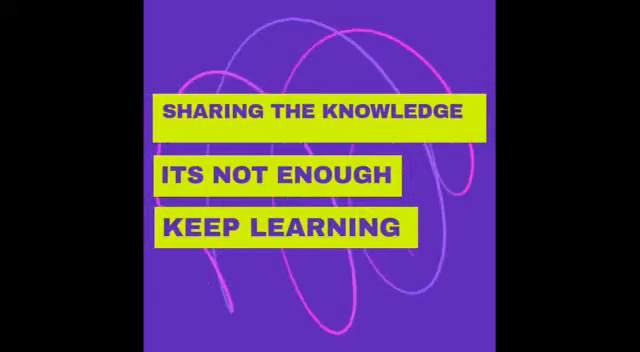 SHARING THE KNOWLEDGE
ITS NOT ENOUGH
KEEP LEARNING